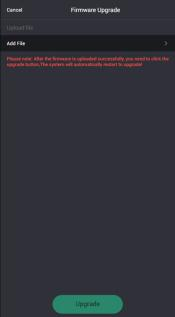 Cancel Firmware Upgrade
Upload file
Add File
Please note: After the firmware is uploaded successfully, you need to click the
upgrade button,The system will automatically restart to upgrade!
Upgrade